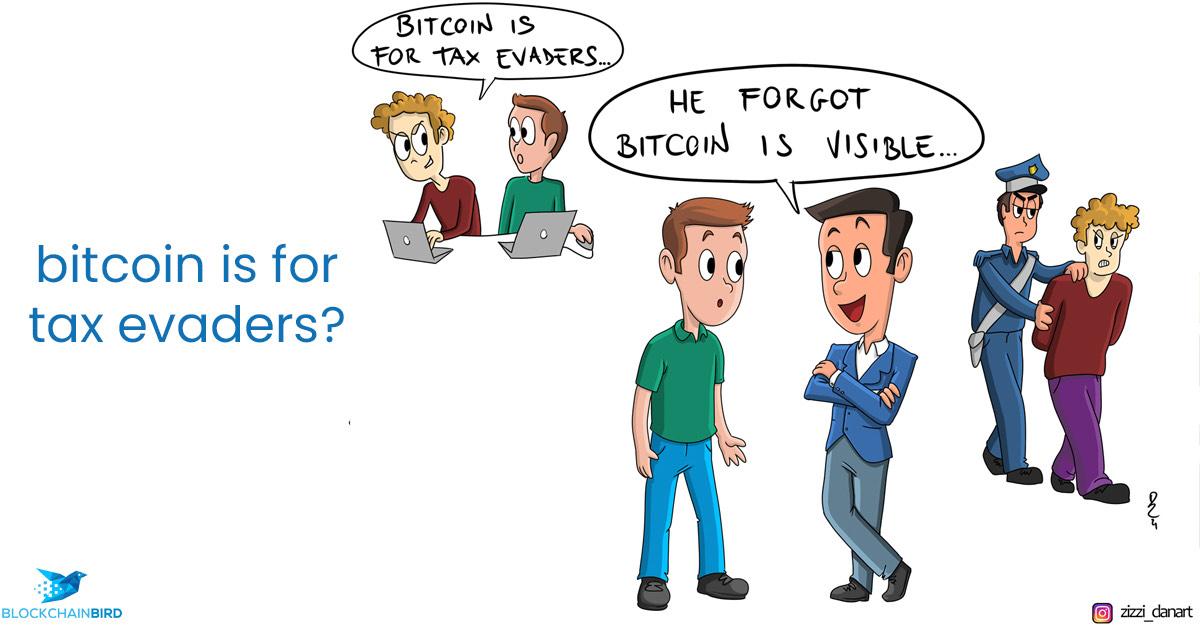 BITCOIN IS
FOR TAX EVADERS...
HE FORGOT
BITCOIN IS VISIBLE...
bitcoin is for
tax evaders?
BLOCKCHAINBIRD
zizzi_danart